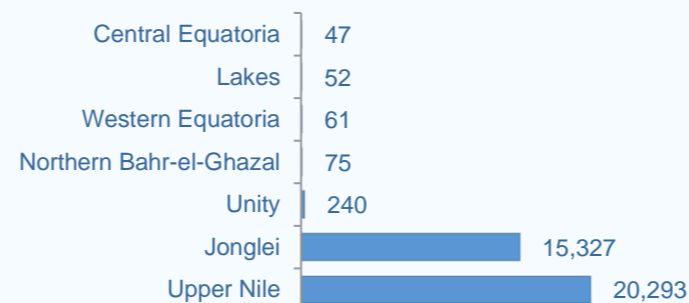 Central Equatoria 47
Lakes 52
Western Equatoria 61
Northern Bahr-el-Ghazal 75
Unity 240
Jonglei 15,327
Upper Nile 20,293